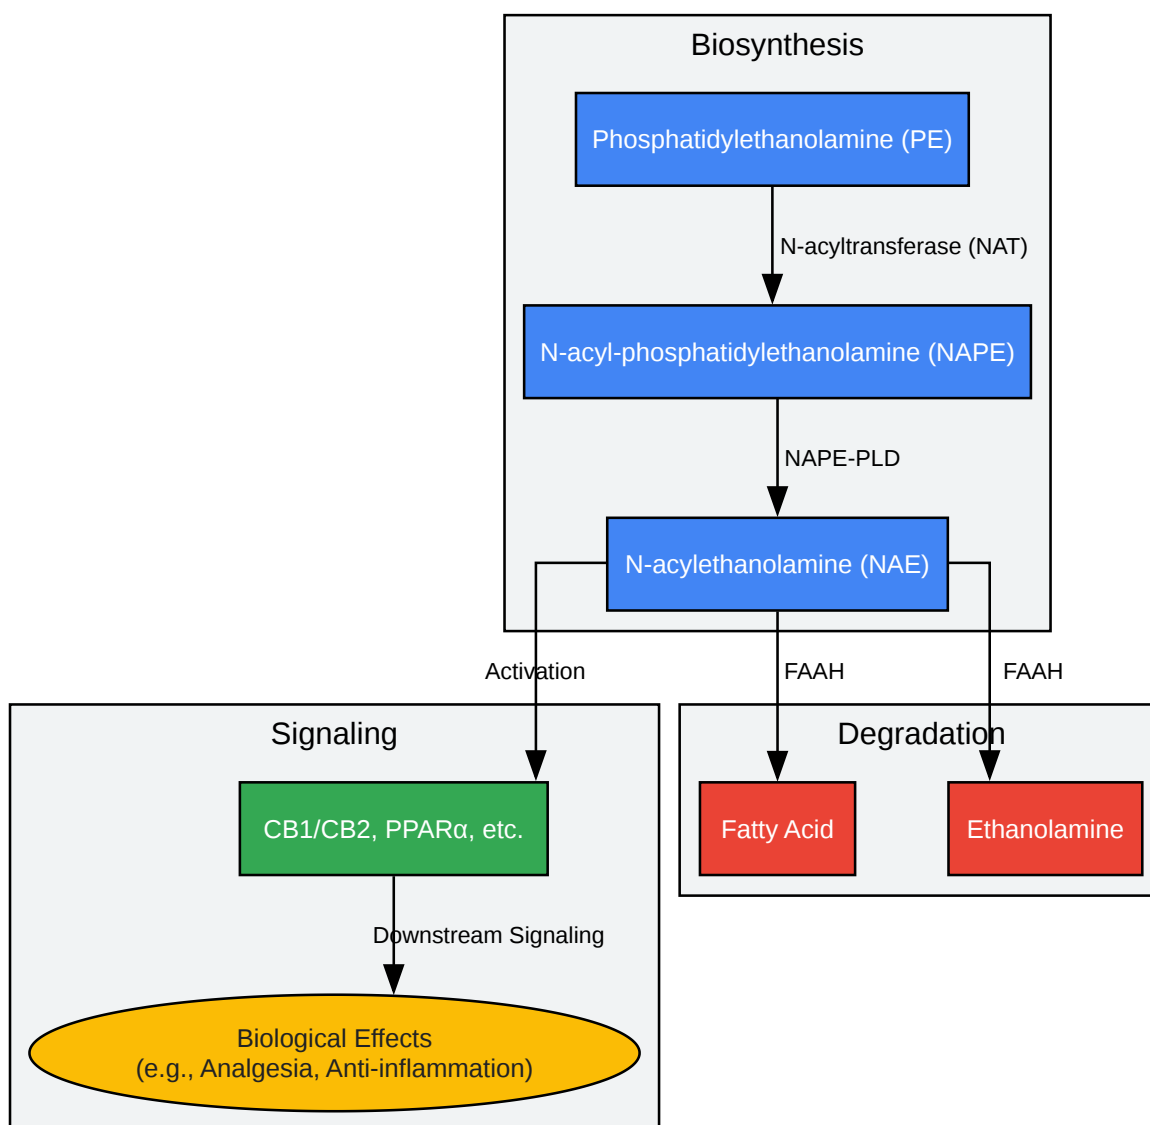 Biosynthesis
Phosphatidylethanolamine (PE)
N-acyltransferase (NAT)
N-acyl-phosphatidylethanolamine (NAPE)
NAPE-PLD
N-acylethanolamine (NAE)
Activation
FAAH
FAAH
Signaling
Degradation
CB1/CB2, PPARα, etc.
Fatty Acid
Ethanolamine
Downstream Signaling
Biological Effects
(e.g., Analgesia, Anti-inflammation)